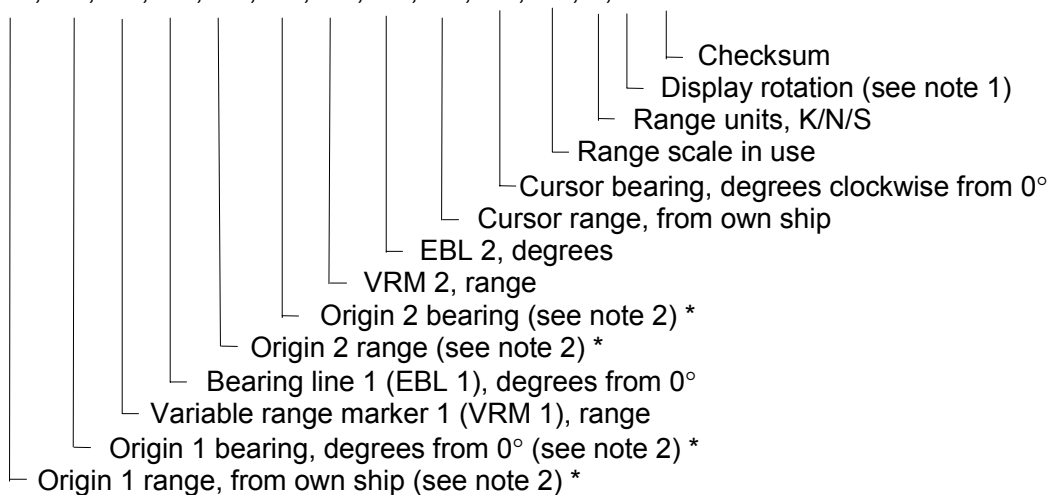 Checksum
Display rotation (see note 1)
Range units, K/N/S
Range scale in use
Cursor bearing, degrees clockwise from 0°
Cursor range, from own ship
EBL 2, degrees
VRM 2, range
Origin 2 bearing (see note 2) *
Origin 2 range (see note 2) *
Bearing line 1 (EBL 1), degrees from 0°
Variable range marker 1 (VRM 1), range
Origin 1 bearing, degrees from 0° (see note 2) *
Origin 1 range, from own ship (see note 2) *